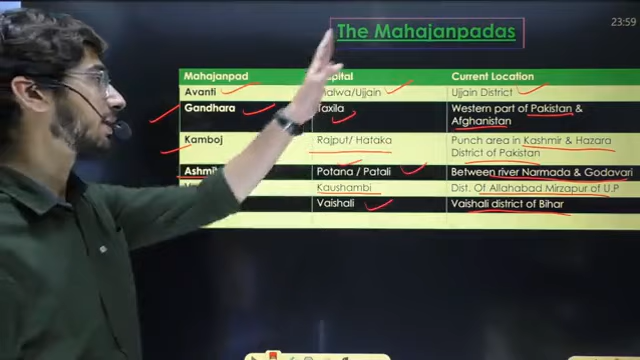 The Mahajanpadas
23:59
Mahajanpad
Current Location
Avanti
Malwa/Ujjain
Ujjain District
Gandhara
Taxila
Western part of Pakistan &
Afghanistan
Kamboj
Rajput/ Hataka
Punch area in Kashmir & Hazara
District of Pakistan
Potana / Patali
Between river Narmada & Godavari
Kaushambi
Dist. Of Allahabad Mirzapur of U.P
Vaishali
Vaishali district of Bihar